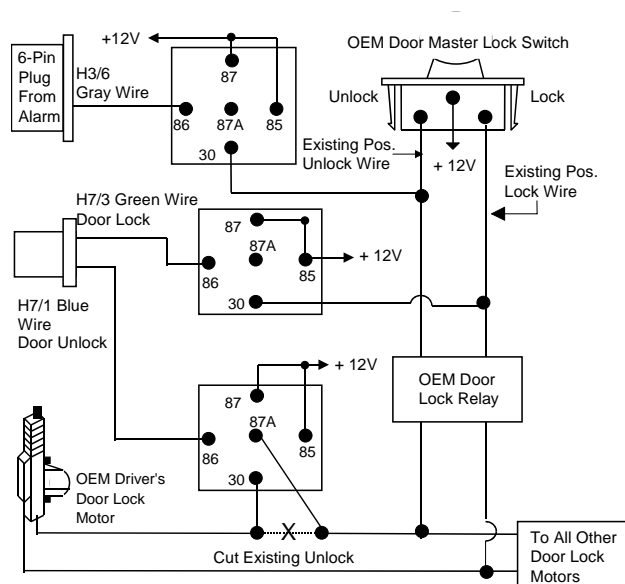 OEM Door Master Lock Switch
+12V
6-Pin
Plug
From
Alarm
H3/6
Gray Wire
87
86
87A
85
30
Unlock
Lock
+ 12V
Existing Pos.
Unlock Wire
Existing Pos.
Lock Wire
H7/3 Green Wire
Door Lock
87
87A
86
85
30
+ 12V
H7/1 Blue
Wire
Door Unlock
+ 12V
87
87A
86
85
30
OEM Door
Lock Relay
OEM Driver's
Door Lock
Motor
X
Cut Existing Unlock
To All Other
Door Lock
Motors